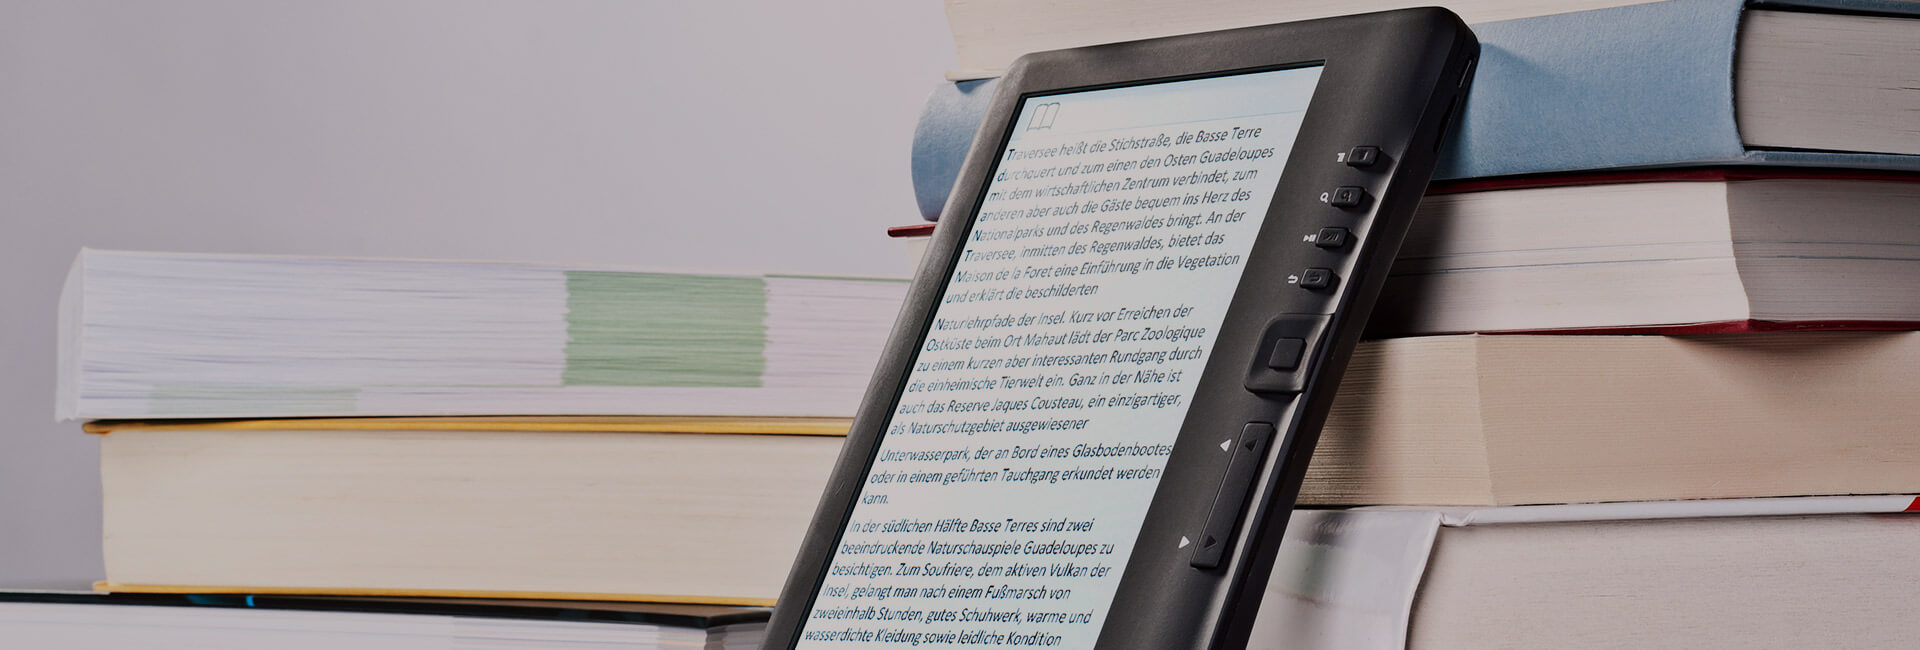 Traversee heißt die Stichstraße, die Basse Terre
durchquert und zum einen den Osten Guadeloupes
mit dem wirtschaftlichen Zentrum verbindet, zum
anderen aber auch die Gäste bequem ins Herz des
Nationalparks und des Regenwaldes bringt. An der
Traversee, inmitten des Regenwaldes, bietet das
Maison de la Foret eine Einführung in die Vegetation
und erklärt die beschilderten
Naturlehrpfade der Insel. Kurz vor Erreichen der
Ostküste beim Ort Mahaut lädt der Parc Zoologique
zu einem kurzen aber interessanten Rundgang durch
die einheimische Tierwelt ein. Ganz in der Nähe ist
auch das Reserve Jaques Cousteau, ein einzigartiger,
als Naturschutzgebiet ausgewiesener
Unterwasserpark, der an Bord eines Glasbodenbootes
oder in einem geführten Tauchgang erkundet werden
kann.
In der südlichen Hälfte Basse Terres sind zwei
beeindruckende Naturschauspiele Guadeloupes zu
besichtigen. Zum Soufriere, dem aktiven Vulkan der
Insel, gelangt man nach einem Fußmarsch von
zweieinhalb Stunden, gutes Schuhwerk, warme und
wasserdichte Kleidung sowie leidliche Kondition